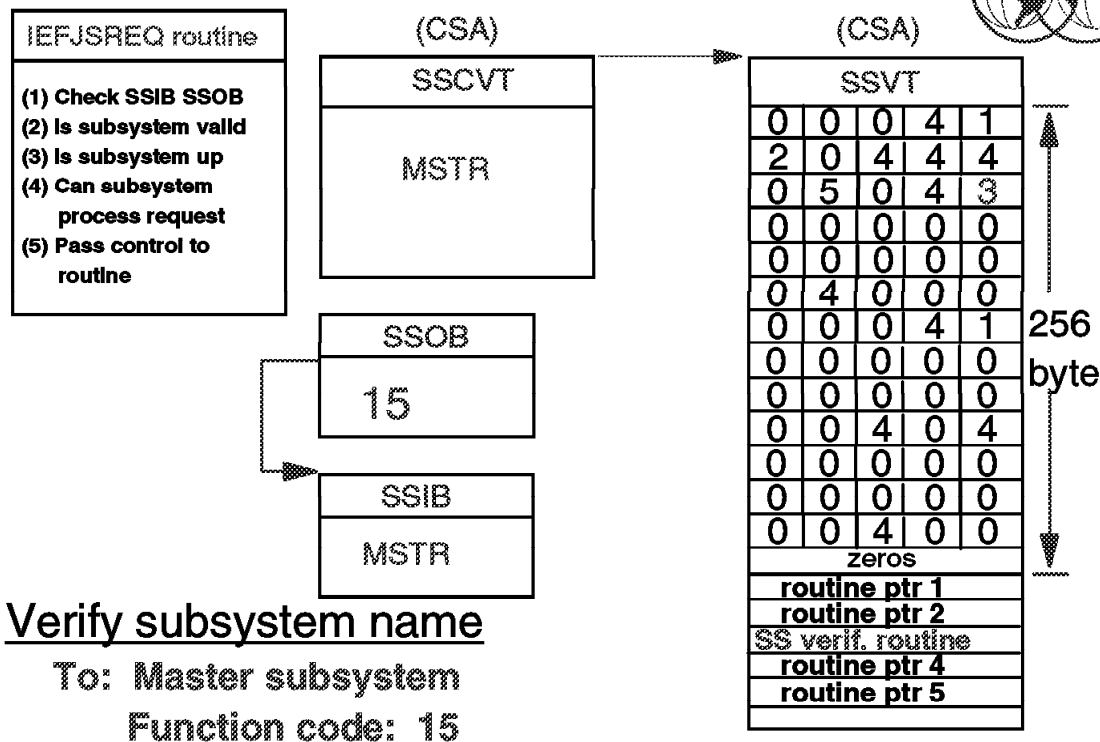 IEFJSREQ routine
(1) Check SSIB SSOB
(2) Is subsystem valid
(3) Is subsystem up
(4) Can subsystem
process request
(5) Pass control to
routine
(CSA)
SSCVT
MSTR
SSOB
15
SSIB
MSTR
(CSA)
SSVT
0 0 0 4 1
2 0 4 4 4
0 5 0 4 3
0 0 0 0 0
0 0 0 0 0
0 4 0 0 0
0 0 0 4 1
0 0 0 0 0
0 0 0 0 0
0 0 4 0 4
0 0 0 0 0
0 0 0 0 0
0 0 4 0 0
zeros
routine ptr 1
routine ptr 2
SS verif. routine
routine ptr 4
routine ptr 5
256
byte
Verify subsystem name
To: Master subsystem
Function code: 15